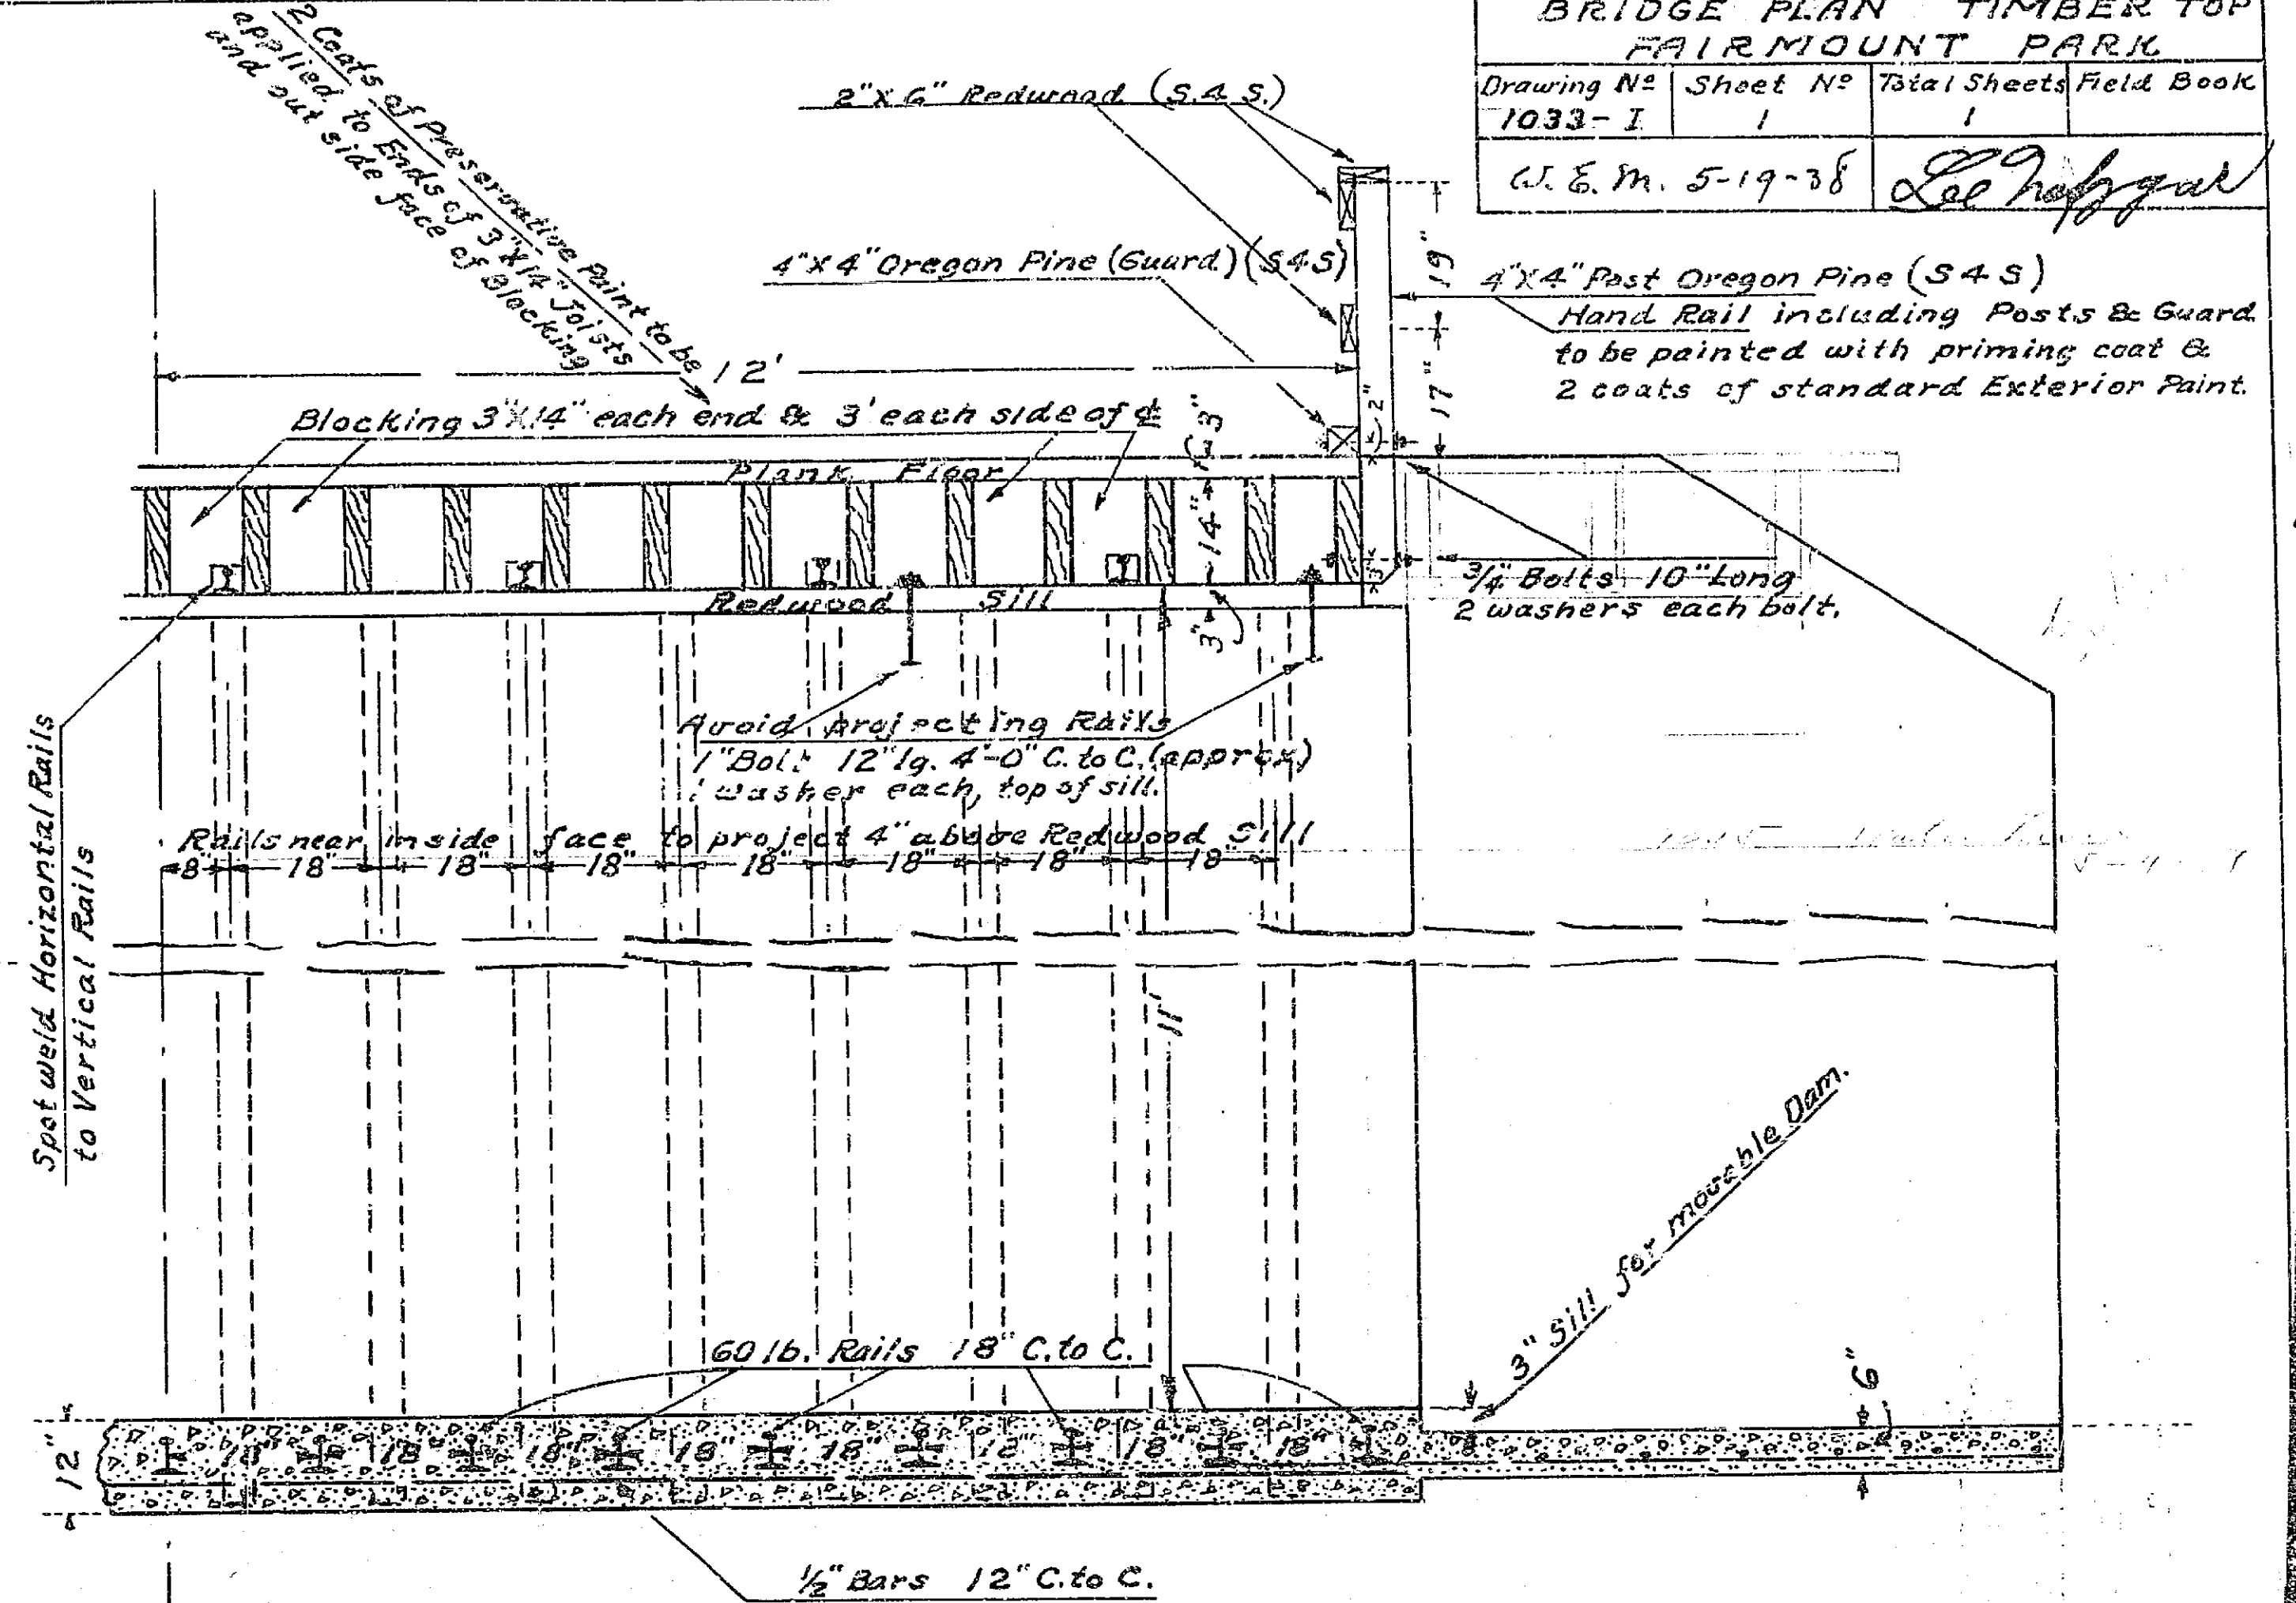 BRIDGE PLAN TIMBER TOP
FAIRMOUNT PARK
Drawing Nº Sheet Nº Total Sheets Field Book
1033-I 1 1
W. E. M. 5-19-38
2 Coats of Preservative Paint to be
applied to Ends of 3"X14" Joists
and out side face of Blocking
2"X6" Redwood (S.4 S.)
4"X4" Oregon Pine (Guard) (S4S)
19"
17"
4"X4" Post Oregon Pine (S4S)
Hand Rail including Posts & Guard
to be painted with priming coat &
2 coats of standard Exterior Paint.
12'
Blocking 3"X14" each end & 3' each side of ℄
3"
2"
Plank Floor
14"
3"
Redwood Sill
3"
3/4" Bolts 10" Long
2 washers each bolt.
Avoid projecting Rails
1" Bolt 12" lg. 4'-0" C. to C. (approx)
1 washer each, top of sill.
Rails near inside face to project 4" above Redwood Sill
8" 18" 18" 18" 18" 18" 18" 18"
Spot weld Horizontal Rails
to Vertical Rails
11'
3" Sill for moveable Dam.
60 lb. Rails 18" C. to C.
6"
12"
18" 18" 18" 18" 18" 18" 18" 18"
1/2" Bars 12" C. to C.